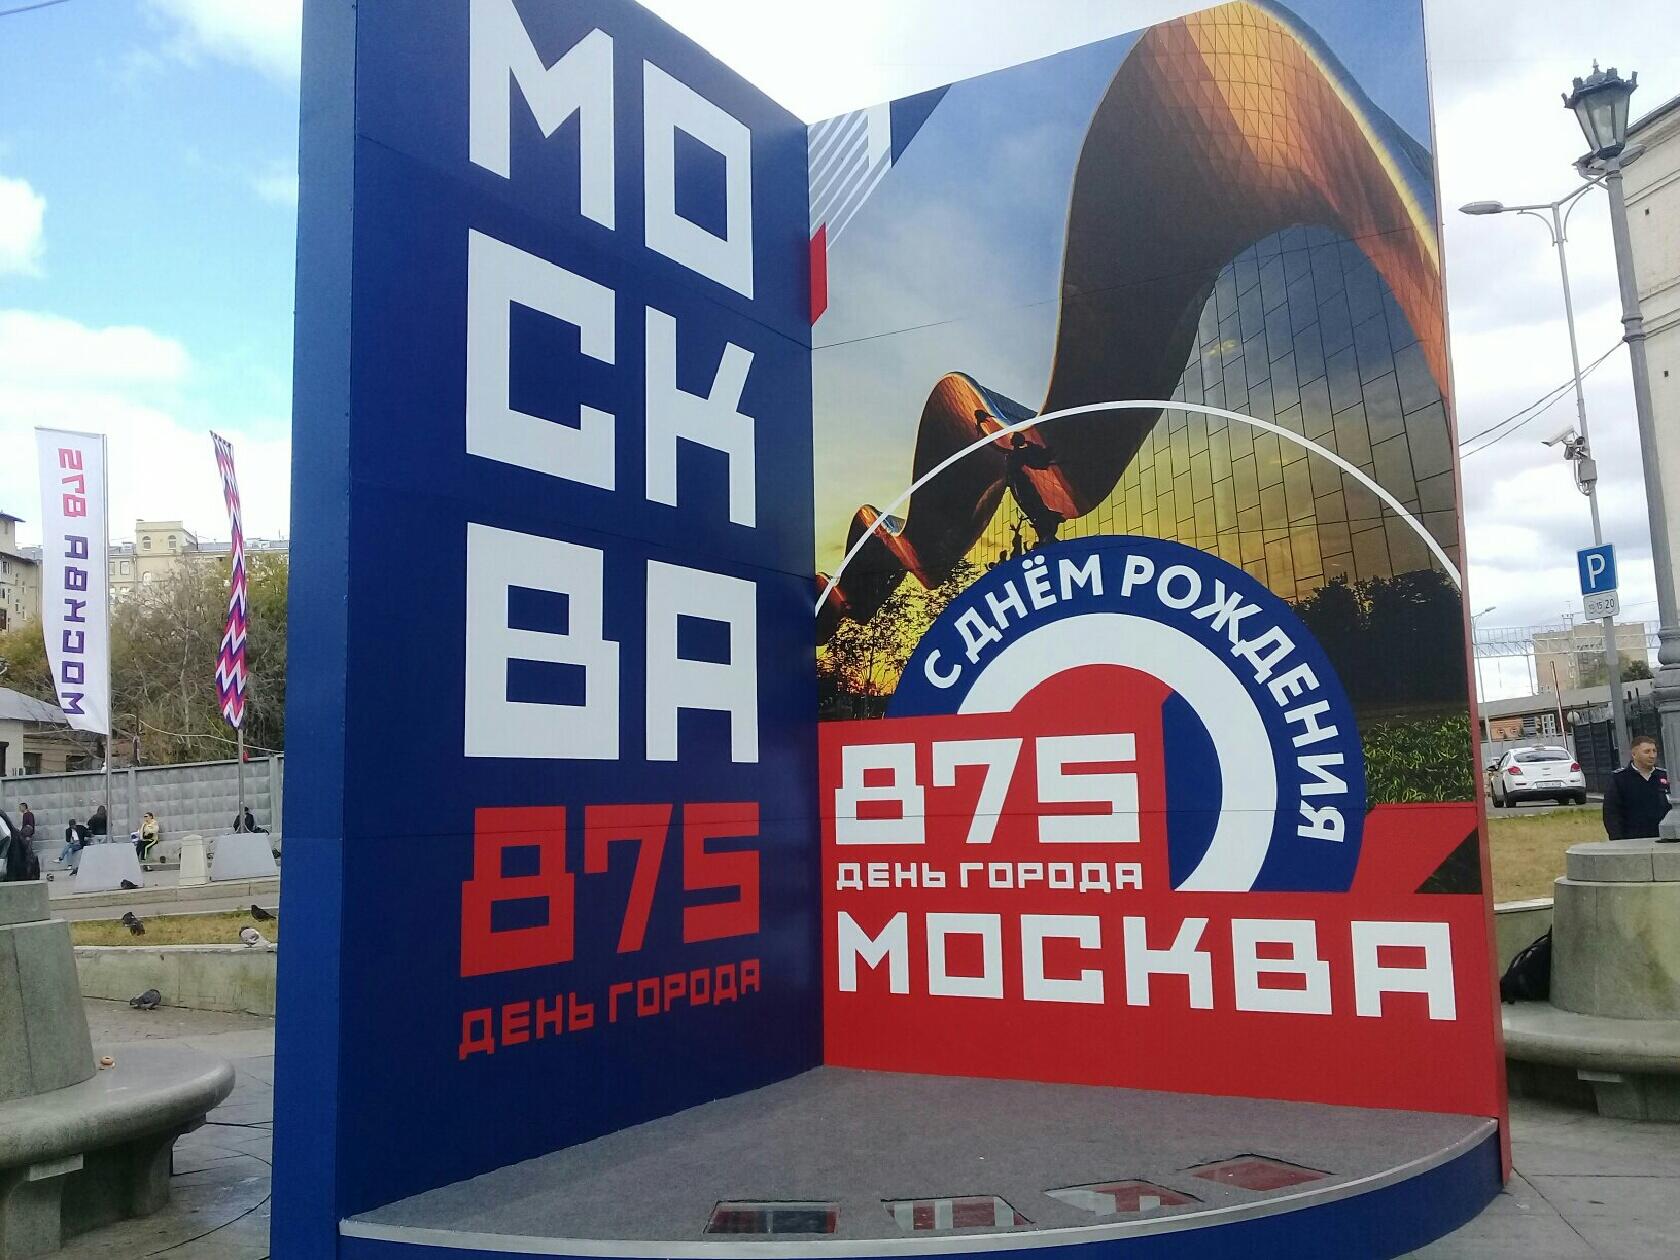 МО
СК
ВА
875
ДЕНЬ ГОРОДА
С ДНЁМ РОЖДЕНИЯ
875
ДЕНЬ ГОРОДА
МОСКВА
МОСКВА 875
P